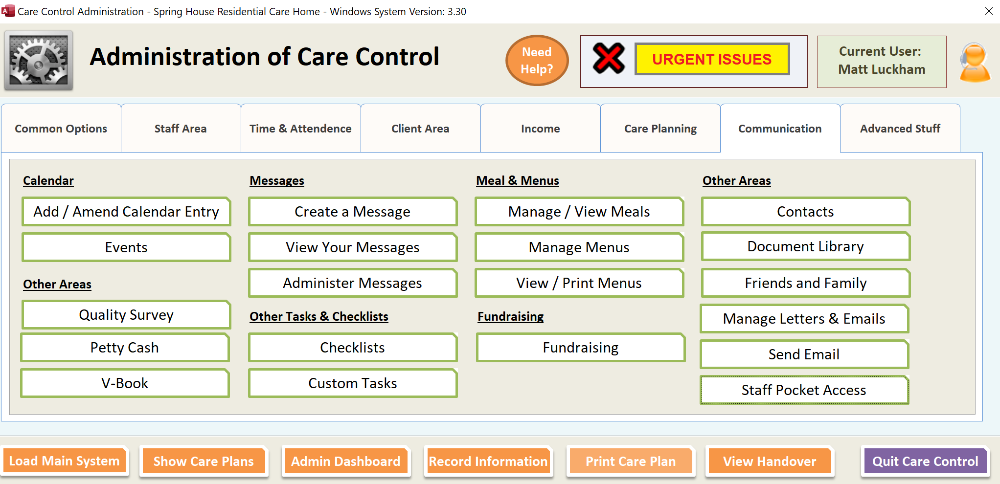 Care Control Administration - Spring House Residential Care Home - Windows System Version: 3.30
Administration of Care Control
Need
Help?
URGENT ISSUES
Current User:
Matt Luckham
Common Options
Staff Area
Time & Attendence
Client Area
Income
Care Planning
Communication
Advanced Stuff
Calendar
Add / Amend Calendar Entry
Events
Other Areas
Quality Survey
Petty Cash
V-Book
Messages
Create a Message
View Your Messages
Administer Messages
Other Tasks & Checklists
Checklists
Custom Tasks
Meal & Menus
Manage / View Meals
Manage Menus
View / Print Menus
Fundraising
Fundraising
Other Areas
Contacts
Document Library
Friends and Family
Manage Letters & Emails
Send Email
Staff Pocket Access
Load Main System
Show Care Plans
Admin Dashboard
Record Information
Print Care Plan
View Handover
Quit Care Control